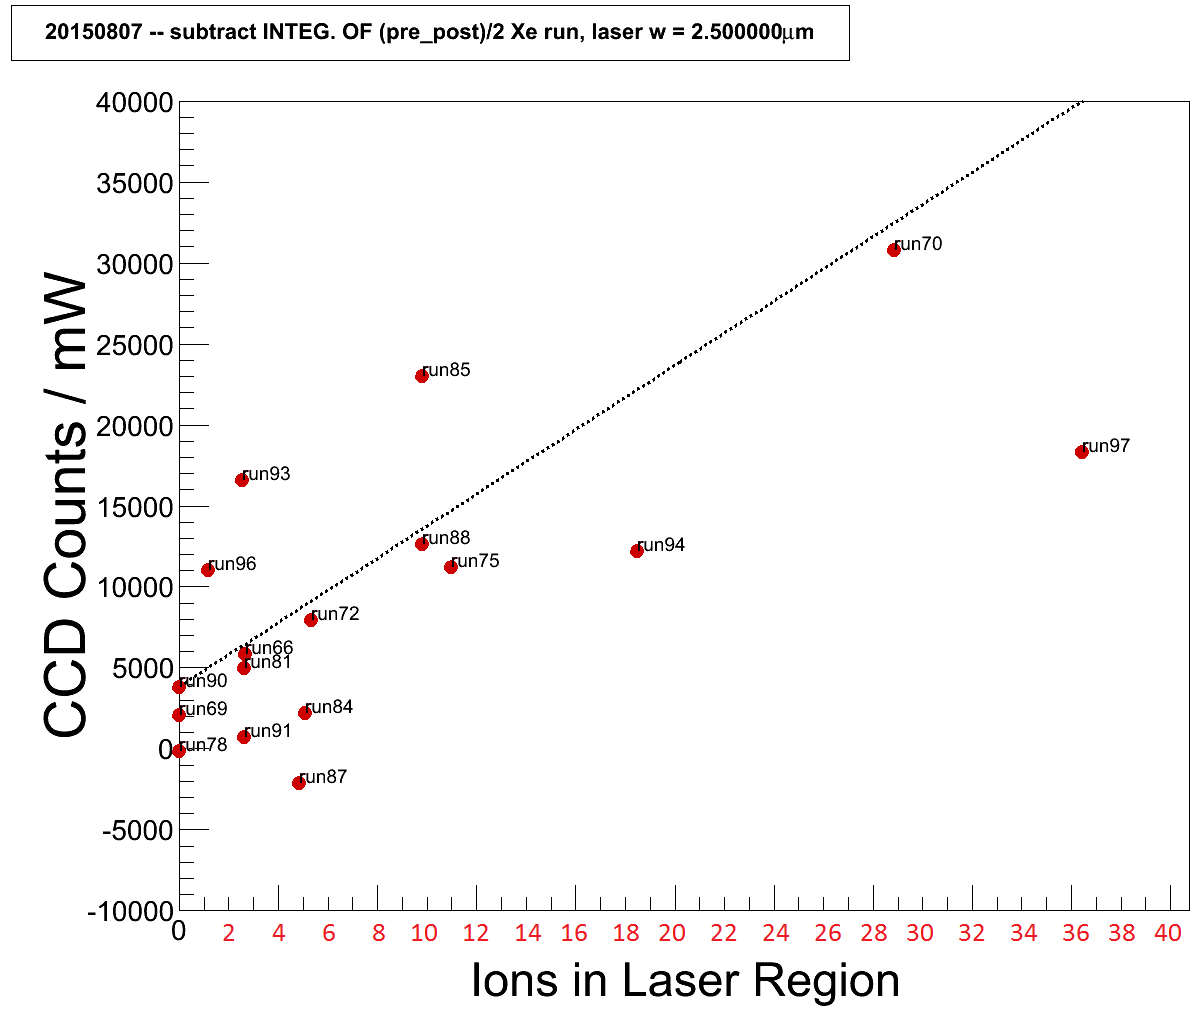 20150807 -- subtract INTEG. OF (pre_post)/2 Xe run, laser w = 2.500000μm
40000
35000
30000
25000
20000
15000
10000
5000
0
-5000
-10000
CCD Counts / mW
run70
run85
run97
run93
run88
run94
run75
run96
run72
run66
run81
run90
run69
run84
run91
run78
run87
0 2 4 6 8 10 12 14 16 18 20 22 24 26 28 30 32 34 36 38 40
Ions in Laser Region